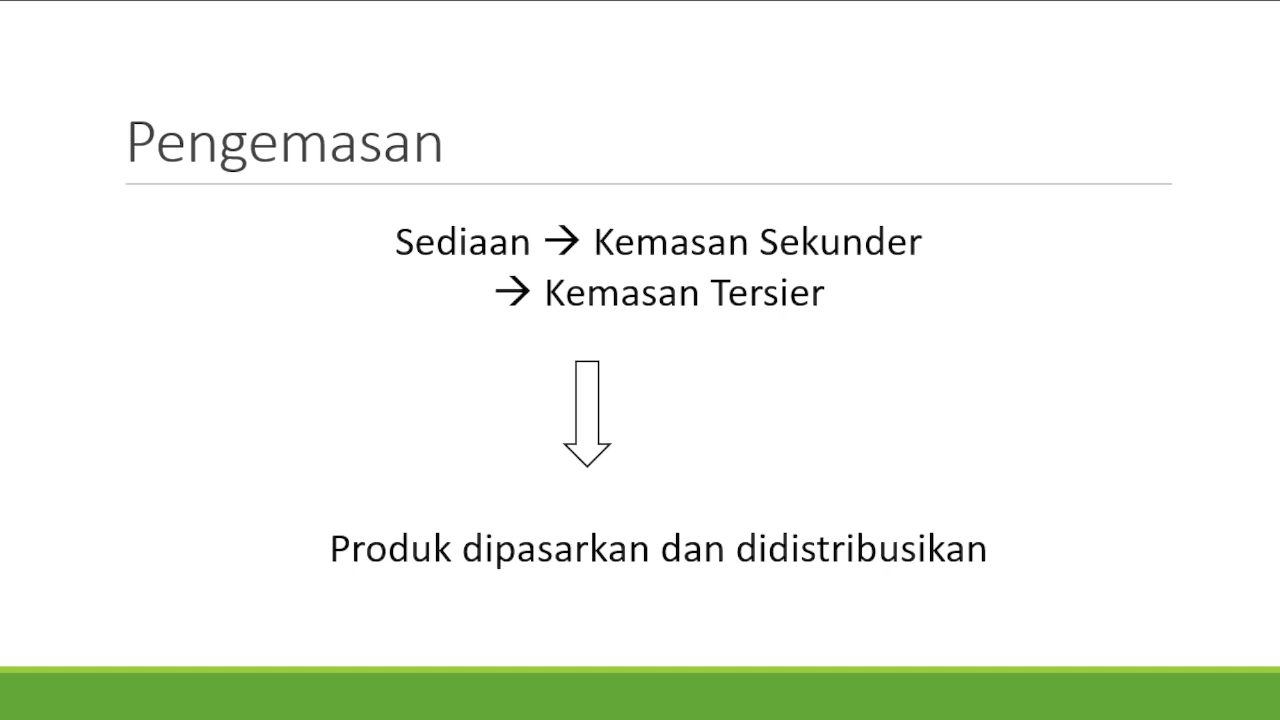 Pengemasan
Sediaan → Kemasan Sekunder
→ Kemasan Tersier
Produk dipasarkan dan didistribusikan